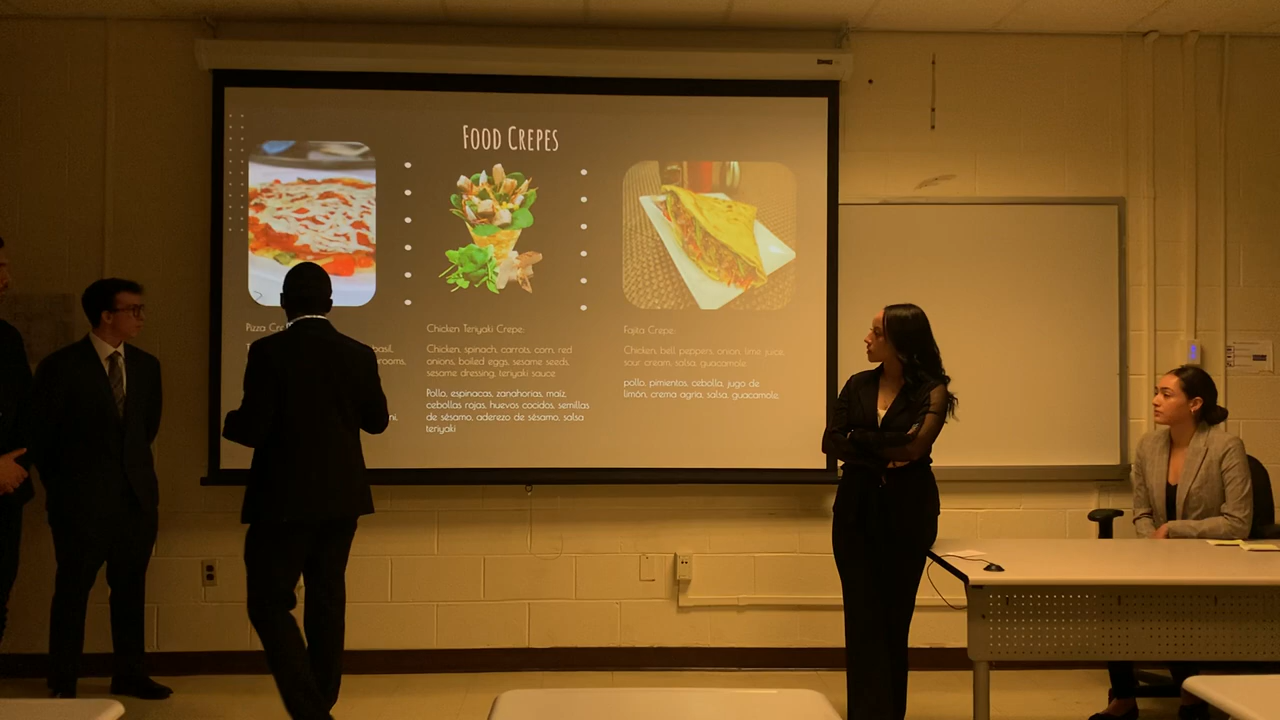 Food Crepes
Pizza Cre
basil,
Chicken Teriyaki Crepe:
Chicken, spinach, carrots, corn, red
onions, boiled eggs, sesame seeds,
sesame dressing, teriyaki sauce
Pollo, espinacas, zanahorias, maíz,
cebollas rojas, huevos cocidos, semillas
de sésamo, aderezo de sésamo, salsa
teriyaki
Fajita Crepe:
Chicken, bell peppers, onion, lime juice,
sour cream, salsa, guacamole
pollo, pimientos, cebolla, jugo de
limón, crema agria, salsa, guacamole,